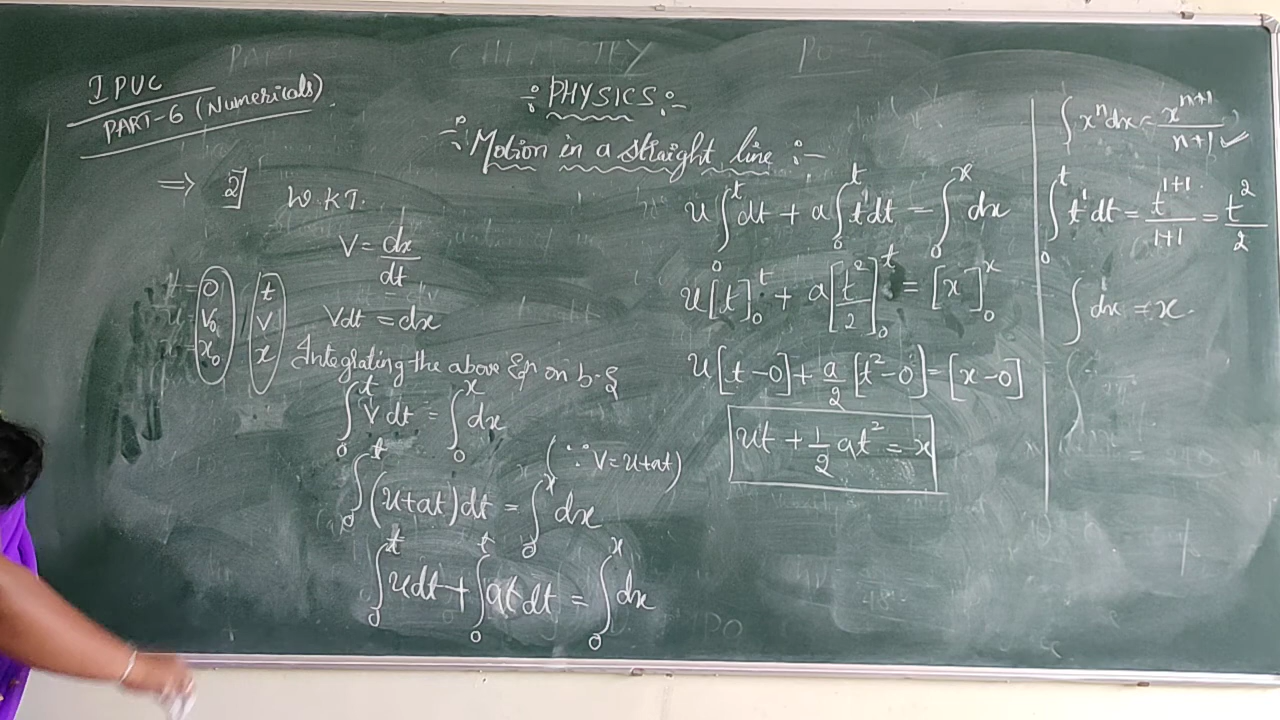 I PUC
PART-6 (Numericals)
÷ PHYSICS :-
÷ Motion in a straight line :-
⇒ 2] W.K.T.
V = dx/dt
Vdt = dx
0 t
V₀ V
x₀ x
Integrating the above Eqn on b.s
∫₀ᵗ V dt = ∫₀ˣ dx
(∵ V = u+at)
∫₀ᵗ (u+at) dt = ∫₀ˣ dx
∫₀ᵗ u dt + ∫₀ᵗ at dt = ∫₀ˣ dx
u ∫₀ᵗ dt + a ∫₀ᵗ t¹ dt = ∫₀ˣ dx
u [t]₀ᵗ + a [t²/2]₀ᵗ = [x]₀ˣ
u [t-0] + a/2 [t²-0] = [x-0]
ut + 1/2 at² = x
∫ xⁿ dx = xⁿ⁺¹/n+1 ✓
∫₀ᵗ t¹ dt = t¹⁺¹/1+1 = t²/2
∫ dx = x.